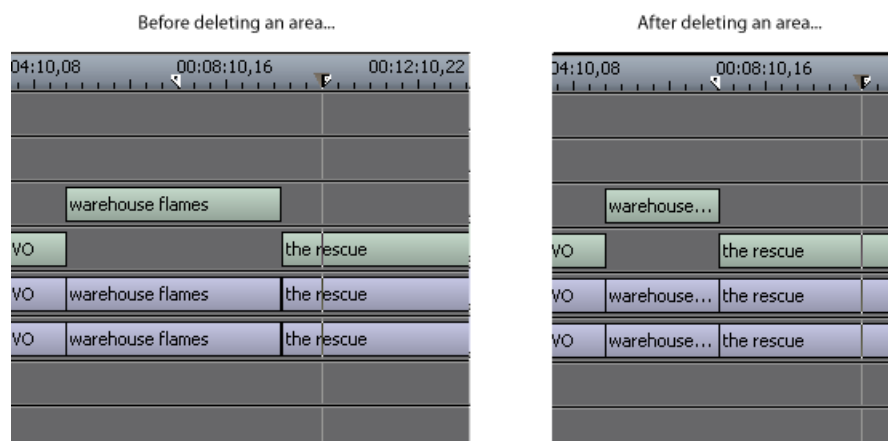 Before deleting an area...
After deleting an area...
04:10,08 00:08:10,16 00:12:10,22
warehouse flames
VO the rescue
VO warehouse flames the rescue
VO warehouse flames the rescue
04:10,08 00:08:10,16
warehouse...
VO the rescue
VO warehouse... the rescue
VO warehouse... the rescue